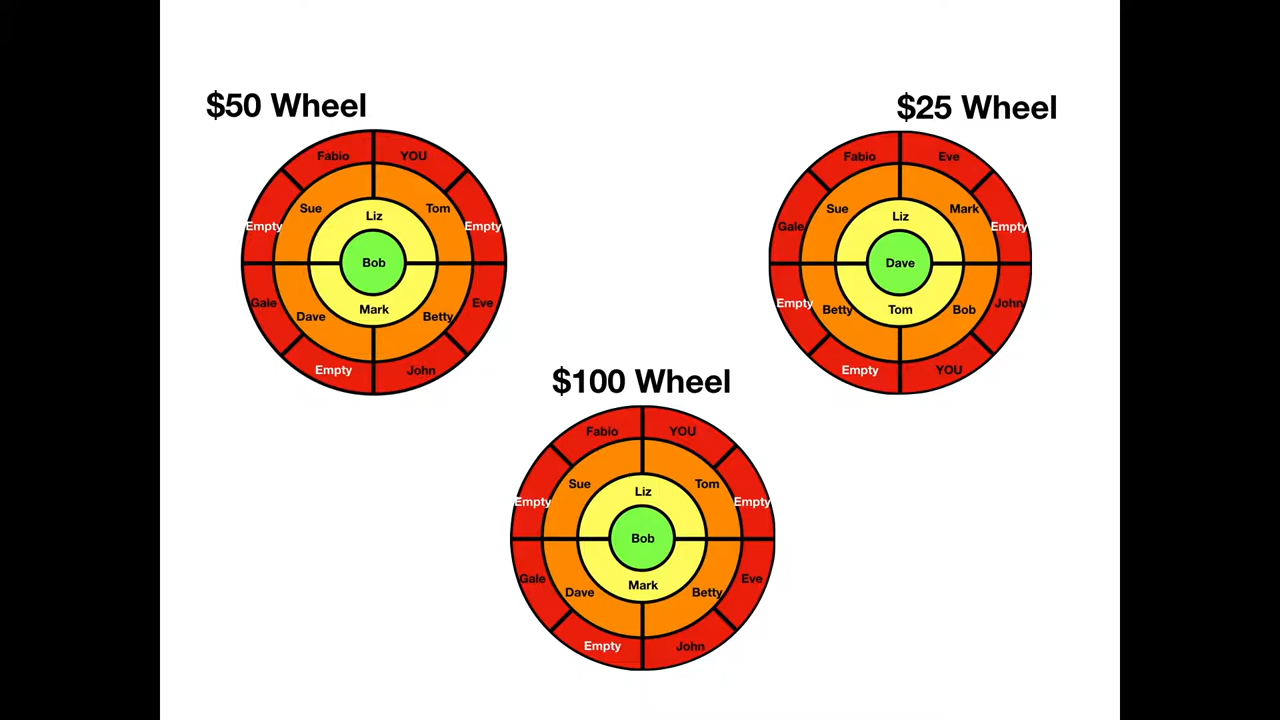 $50 Wheel
Fabio
YOU
Sue
Tom
Liz
Empty
Empty
Bob
Gale
Eve
Mark
Dave
Betty
Empty
John
$25 Wheel
Fabio
Eve
Sue
Mark
Liz
Gale
Empty
Dave
Empty
John
Betty
Tom
Bob
Empty
YOU
$100 Wheel
Fabio
YOU
Sue
Tom
Liz
Empty
Empty
Bob
Gale
Eve
Mark
Dave
Betty
Empty
John